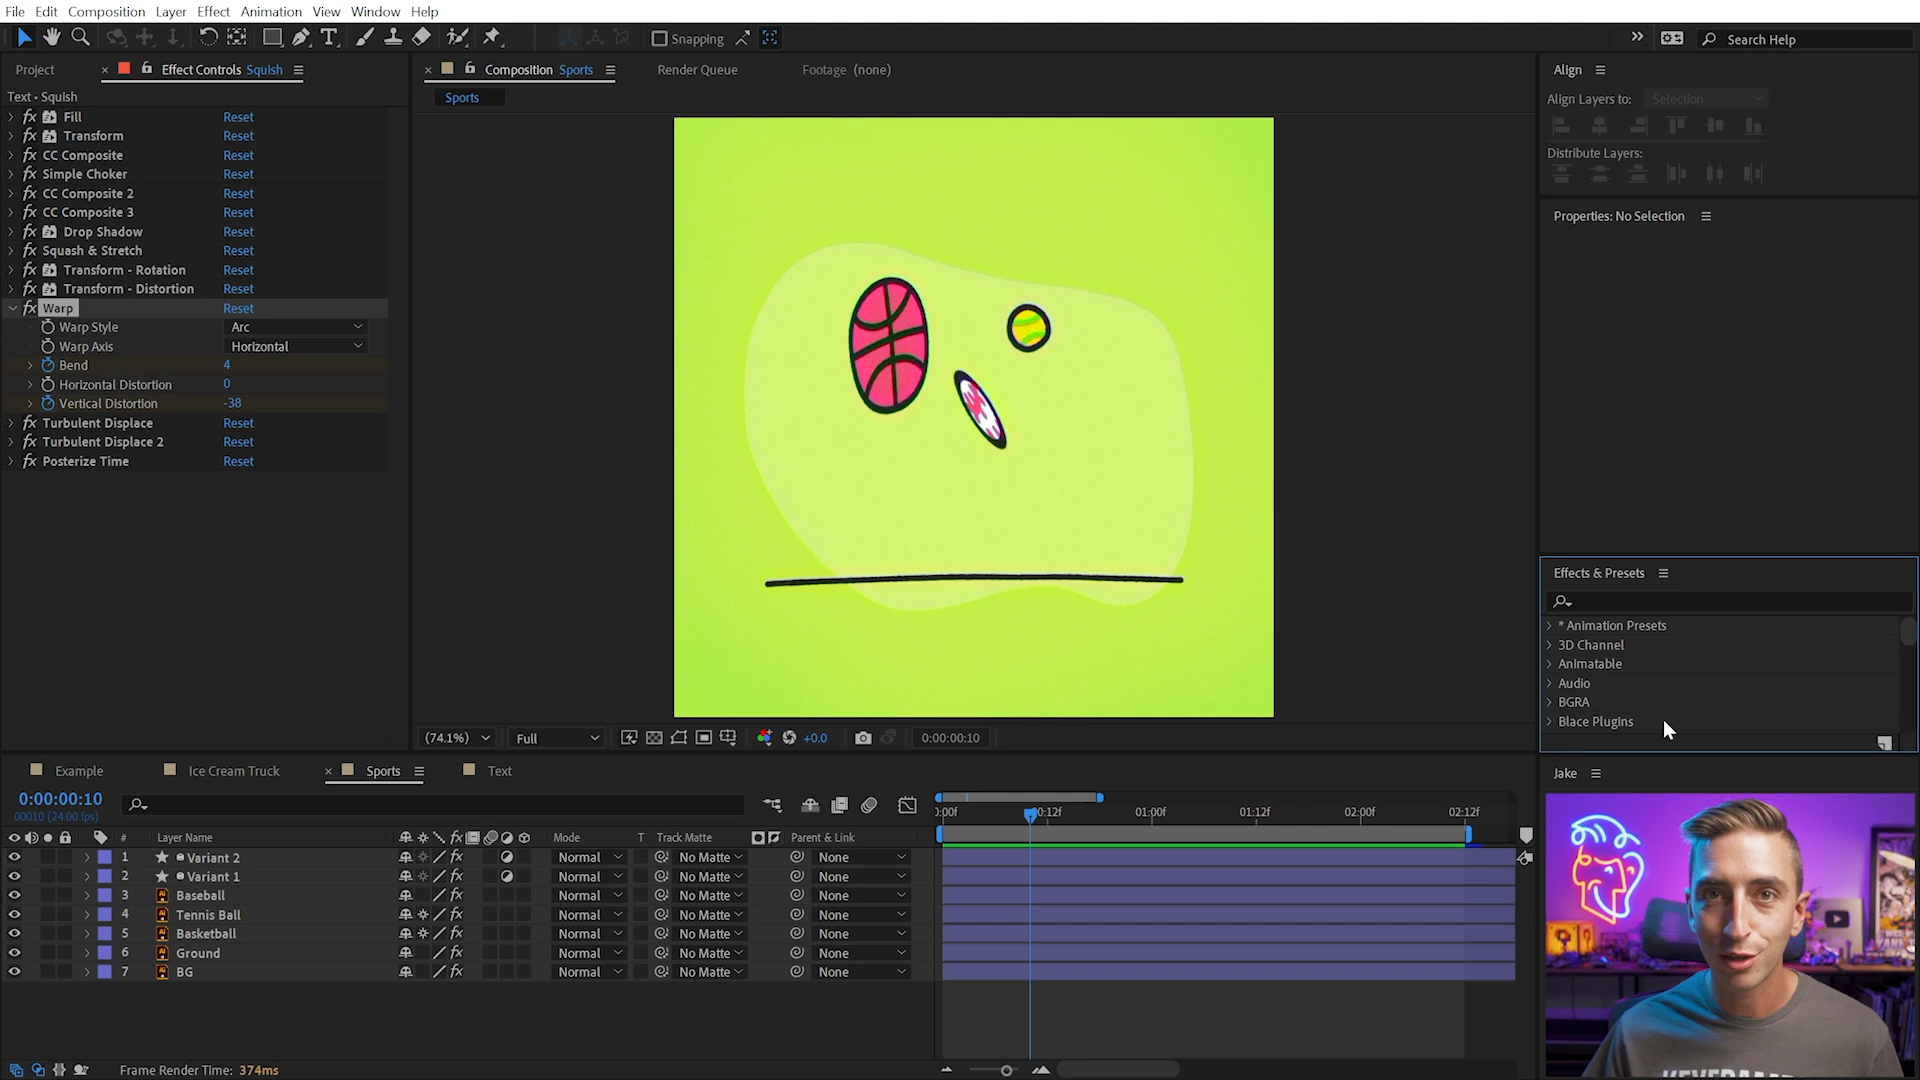 File Edit Composition Layer Effect Animation View Window Help
Snapping
Search Help
Project
Effect Controls Squish
Text • Squish
Fill Reset
Transform Reset
CC Composite Reset
Simple Choker Reset
CC Composite 2 Reset
CC Composite 3 Reset
Drop Shadow Reset
Squash & Stretch Reset
Transform - Rotation Reset
Transform - Distortion Reset
Warp Reset
Warp Style Arc
Warp Axis Horizontal
Bend 4
Horizontal Distortion 0
Vertical Distortion -38
Turbulent Displace Reset
Turbulent Displace 2 Reset
Posterize Time Reset
Composition Sports
Render Queue
Footage (none)
Sports
(74.1%) Full +0.0 0:00:00:10
Align
Align Layers to: Selection
Distribute Layers:
Properties: No Selection
Effects & Presets
* Animation Presets
3D Channel
Animatable
Audio
BGRA
Blace Plugins
Jake
Example Ice Cream Truck Sports Text
0:00:00:10
00010 (24.00 fps)
:00f 00:12f 01:00f 01:12f 02:00f 02:12f
# Layer Name Mode T Track Matte Parent & Link
1 Variant 2 Normal No Matte None
2 Variant 1 Normal No Matte None
3 Baseball Normal No Matte None
4 Tennis Ball Normal No Matte None
5 Basketball Normal No Matte None
6 Ground Normal No Matte None
7 BG Normal No Matte None
Frame Render Time: 374ms